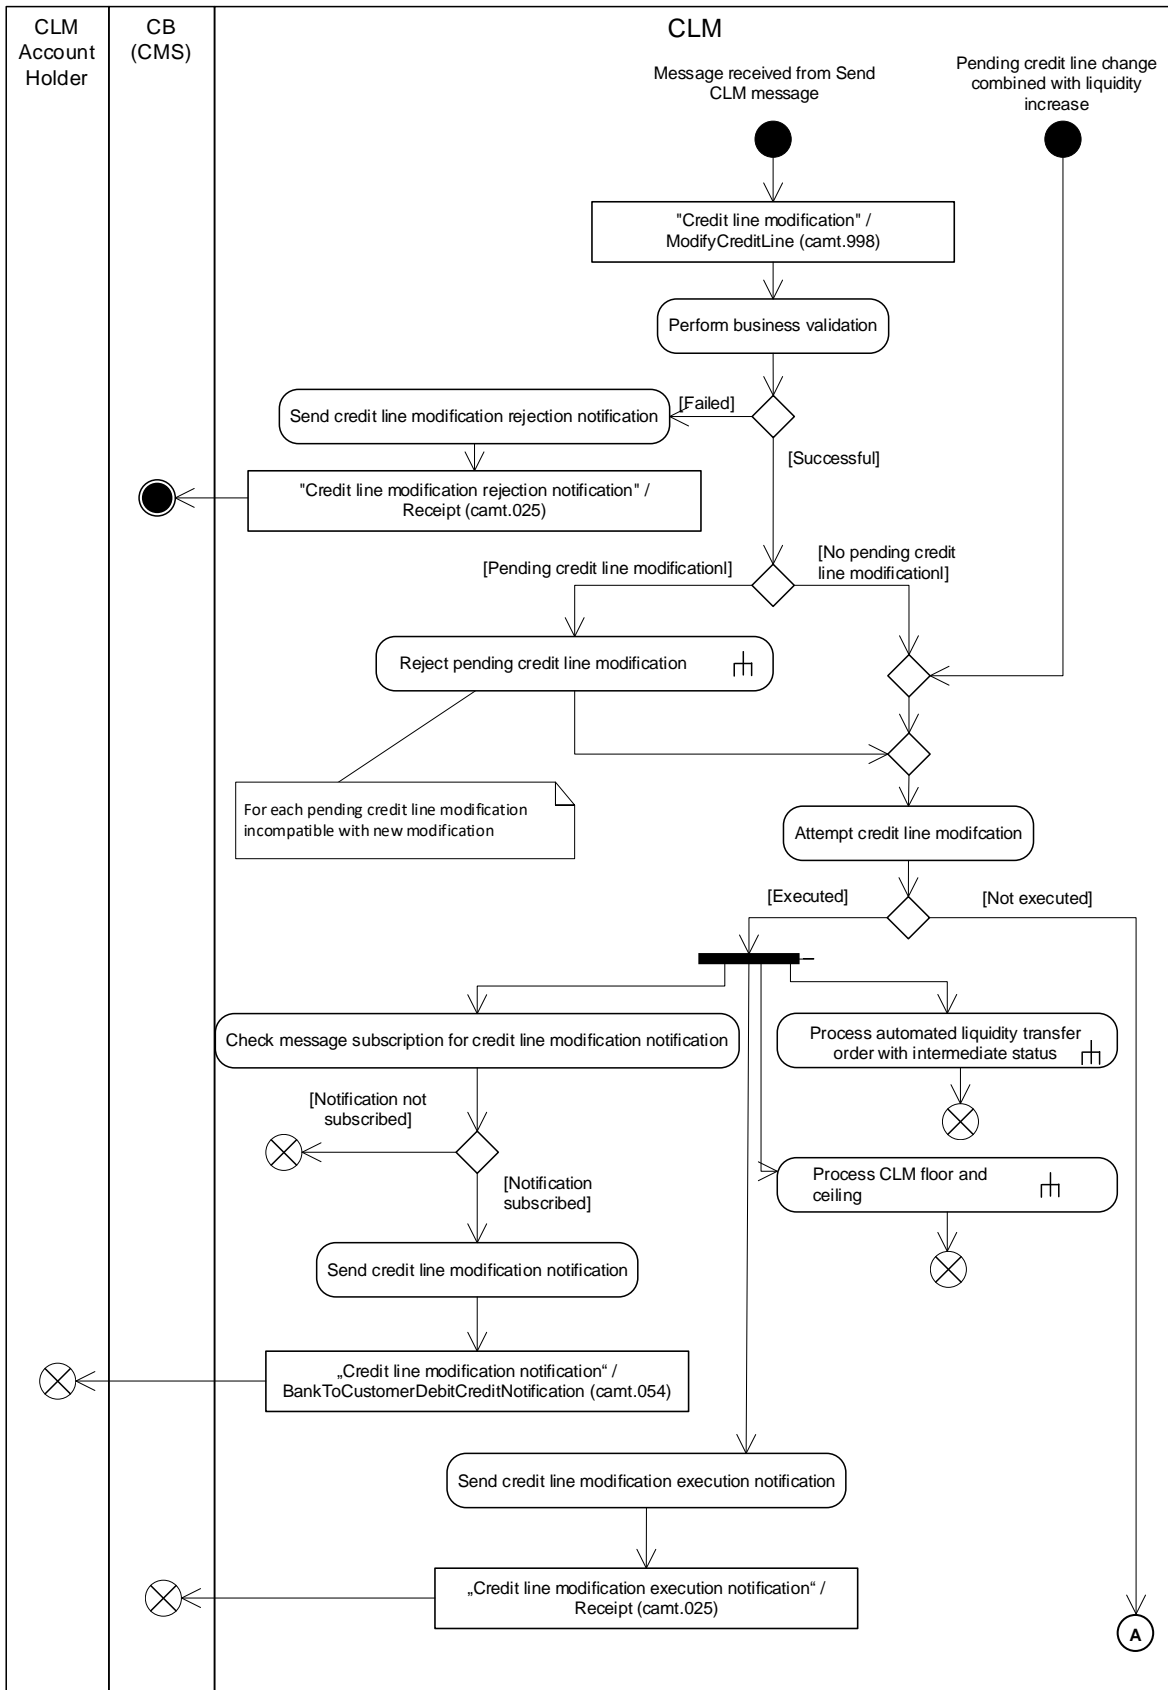 CLM
Account
Holder
CB
(CMS)
CLM
Message received from Send
CLM message
Pending credit line change
combined with liquidity
increase
"Credit line modification" /
ModifyCreditLine (camt.998)
Perform business validation
[Failed]
Send credit line modification rejection notification
[Successful]
"Credit line modification rejection notification" /
Receipt (camt.025)
[Pending credit line modificationl]
[No pending credit
line modificationl]
Reject pending credit line modification
For each pending credit line modification
incompatible with new modification
Attempt credit line modifcation
[Executed]
[Not executed]
Check message subscription for credit line modification notification
Process automated liquidity transfer
order with intermediate status
[Notification not
subscribed]
[Notification
subscribed]
Process CLM floor and
ceiling
Send credit line modification notification
„Credit line modification notification“ /
BankToCustomerDebitCreditNotification (camt.054)
Send credit line modification execution notification
„Credit line modification execution notification“ /
Receipt (camt.025)
A